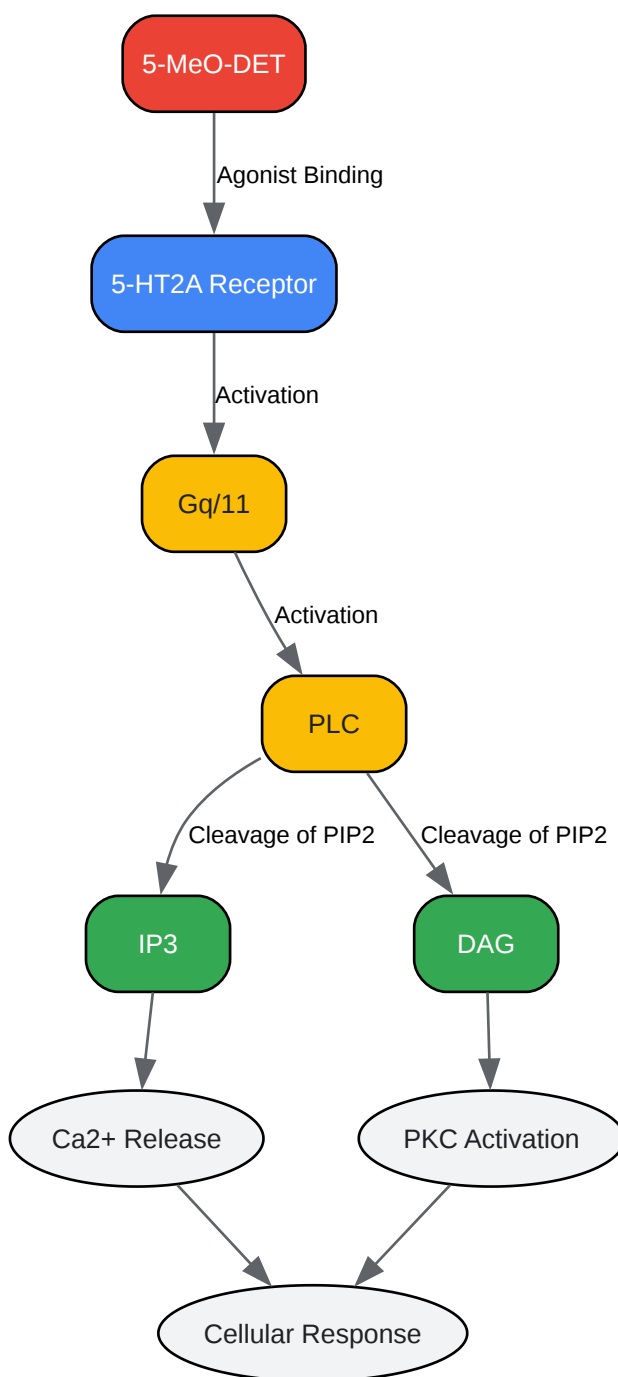 5-MeO-DET
Agonist Binding
5-HT2A Receptor
Activation
Gq/11
Activation
PLC
Cleavage of PIP2
Cleavage of PIP2
IP3
DAG
Ca2+ Release
PKC Activation
Cellular Response